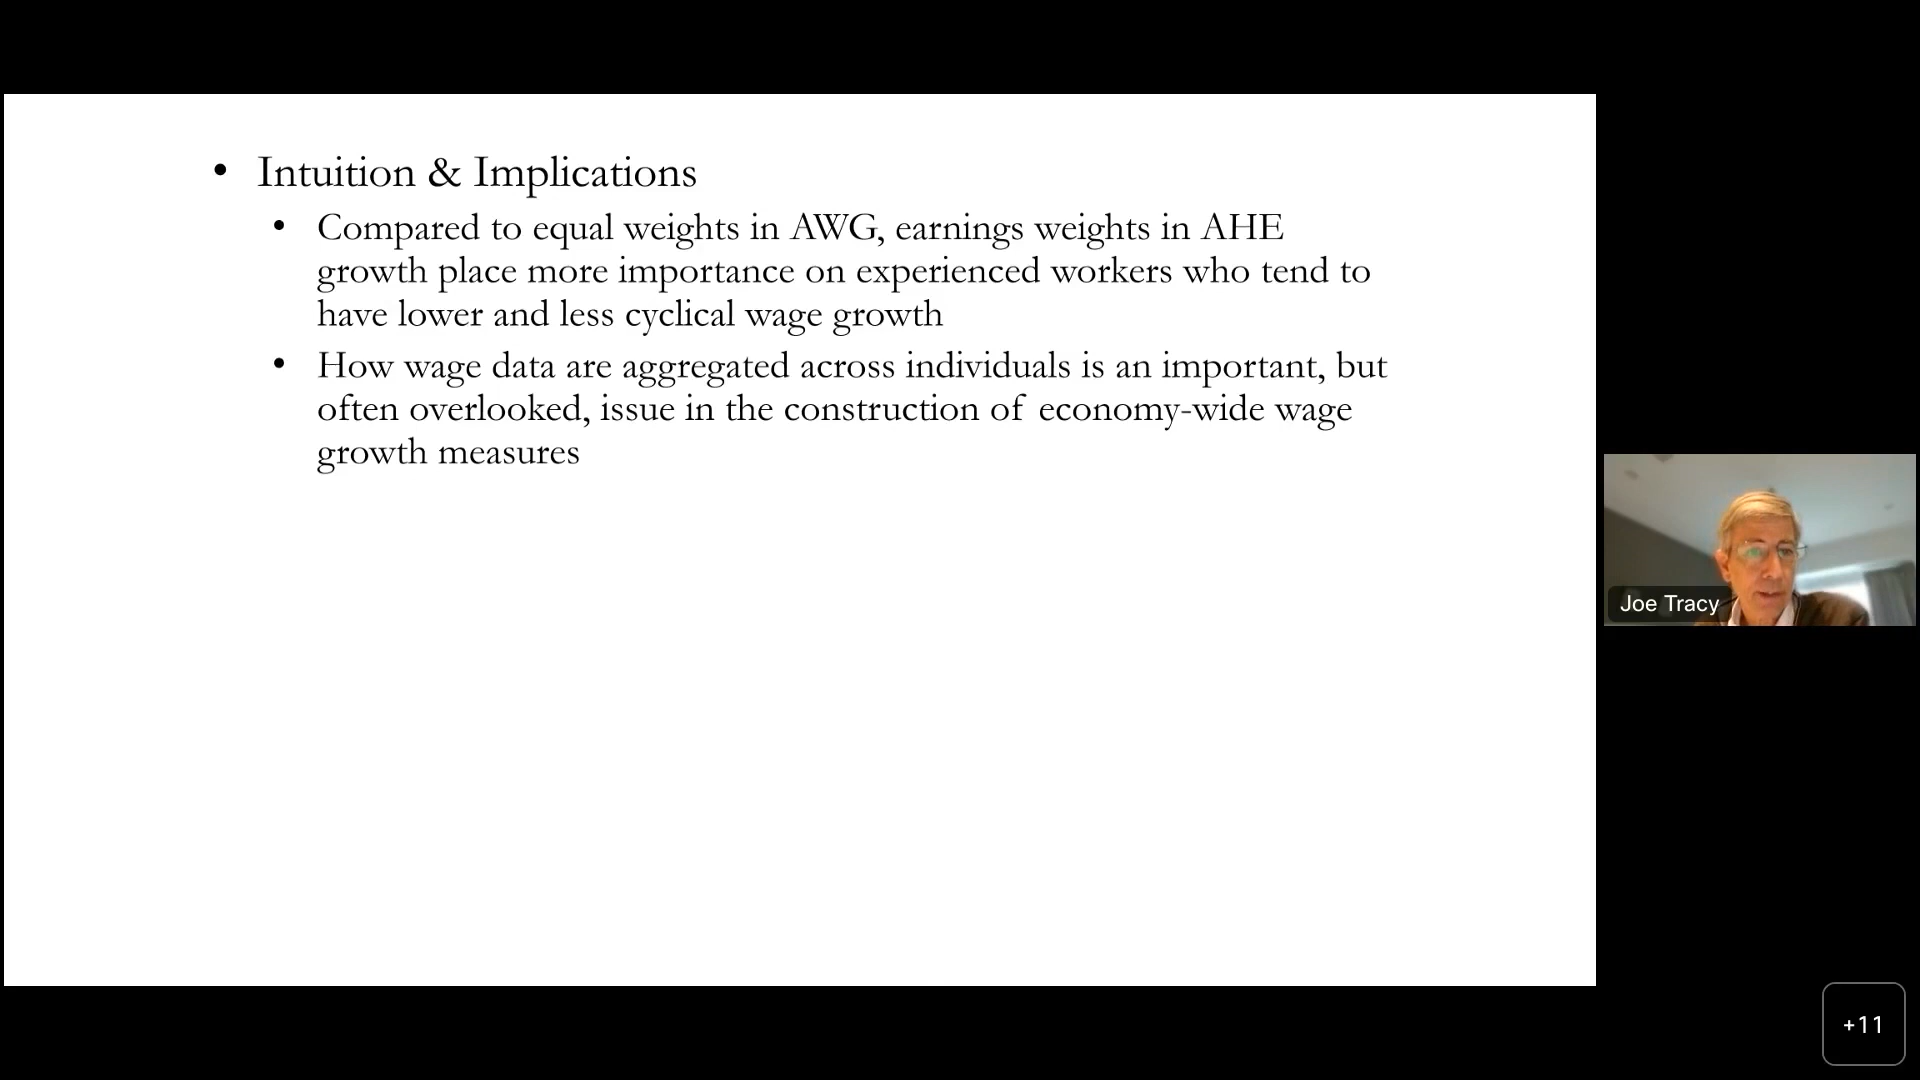 • Intuition & Implications
• Compared to equal weights in AWG, earnings weights in AHE
growth place more importance on experienced workers who tend to
have lower and less cyclical wage growth
• How wage data are aggregated across individuals is an important, but
often overlooked, issue in the construction of economy-wide wage
growth measures
Joe Tracy
+11